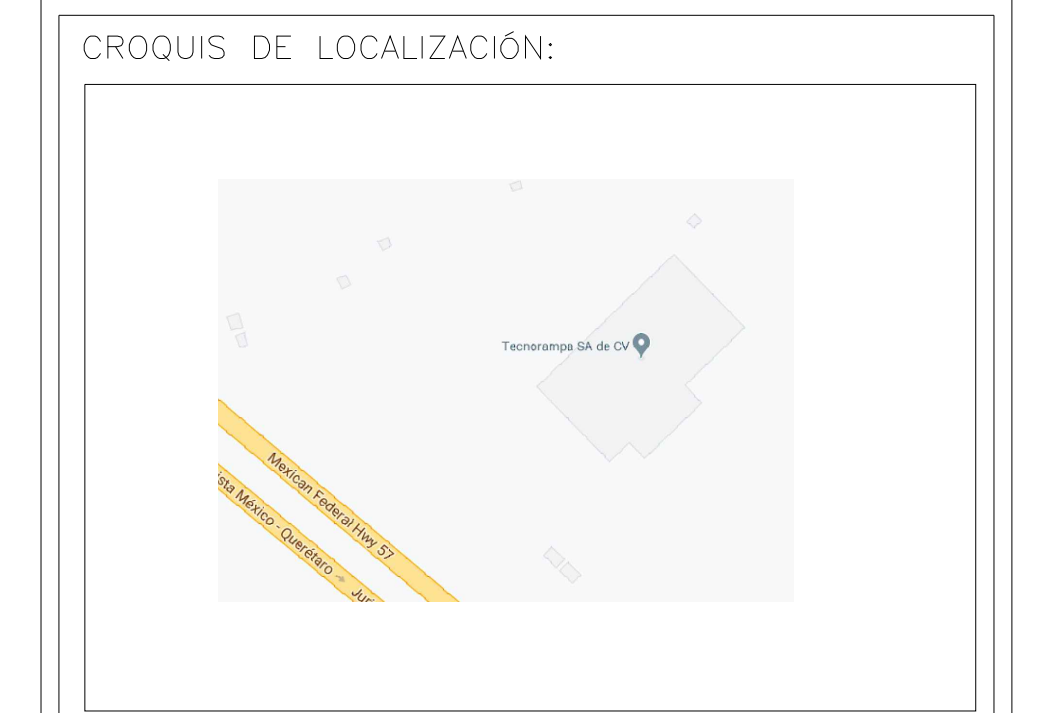 CROQUIS DE LOCALIZACIÓN:
Tecnorampa SA de CV
Mexican Federal Hwy 57
ista México - Querétaro